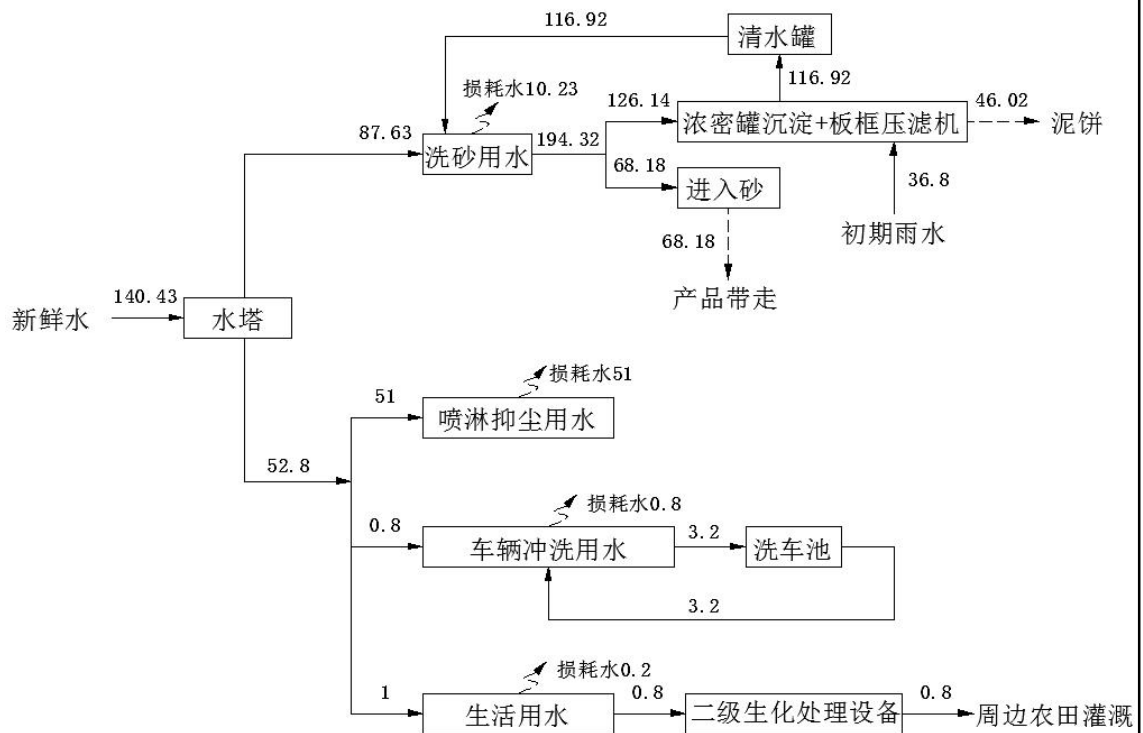 116.92
清水罐
损耗水10.23
116.92
87.63
洗砂用水
194.32
126.14
浓密罐沉淀+板框压滤机
46.02
泥饼
68.18
进入砂
36.8
初期雨水
68.18
产品带走
新鲜水
140.43
水塔
损耗水51
51
喷淋抑尘用水
52.8
损耗水0.8
0.8
车辆冲洗用水
3.2
洗车池
3.2
损耗水0.2
1
生活用水
0.8
二级生化处理设备
0.8
周边农田灌溉